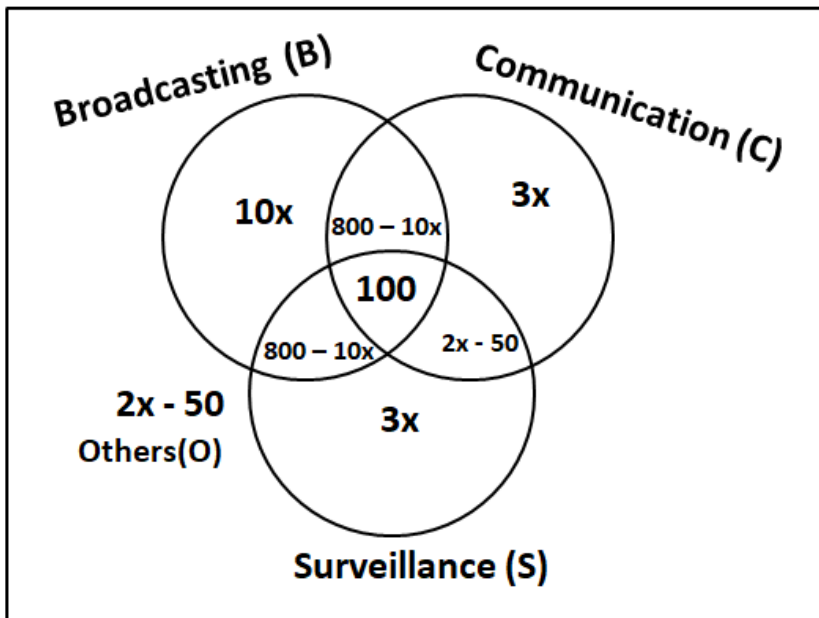 Broadcasting (B)
Communication (C)
10x
3x
800 – 10x
100
800 – 10x
2x - 50
2x - 50
Others(O)
3x
Surveillance (S)